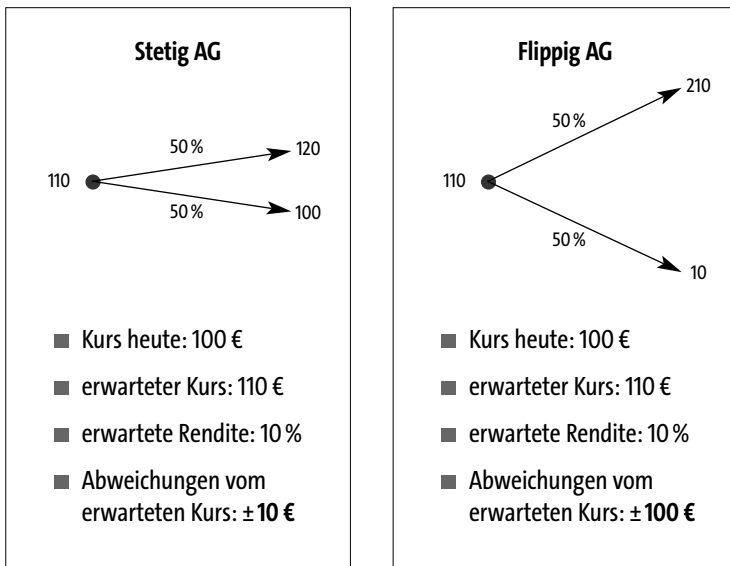 Stetig AG
120
50 %
110
50 %
100
Kurs heute: 100 €
erwarteter Kurs: 110 €
erwartete Rendite: 10 %
Abweichungen vom
erwarteten Kurs: ± 10 €
Flippig AG
210
50 %
110
50 %
10
Kurs heute: 100 €
erwarteter Kurs: 110 €
erwartete Rendite: 10 %
Abweichungen vom
erwarteten Kurs: ± 100 €